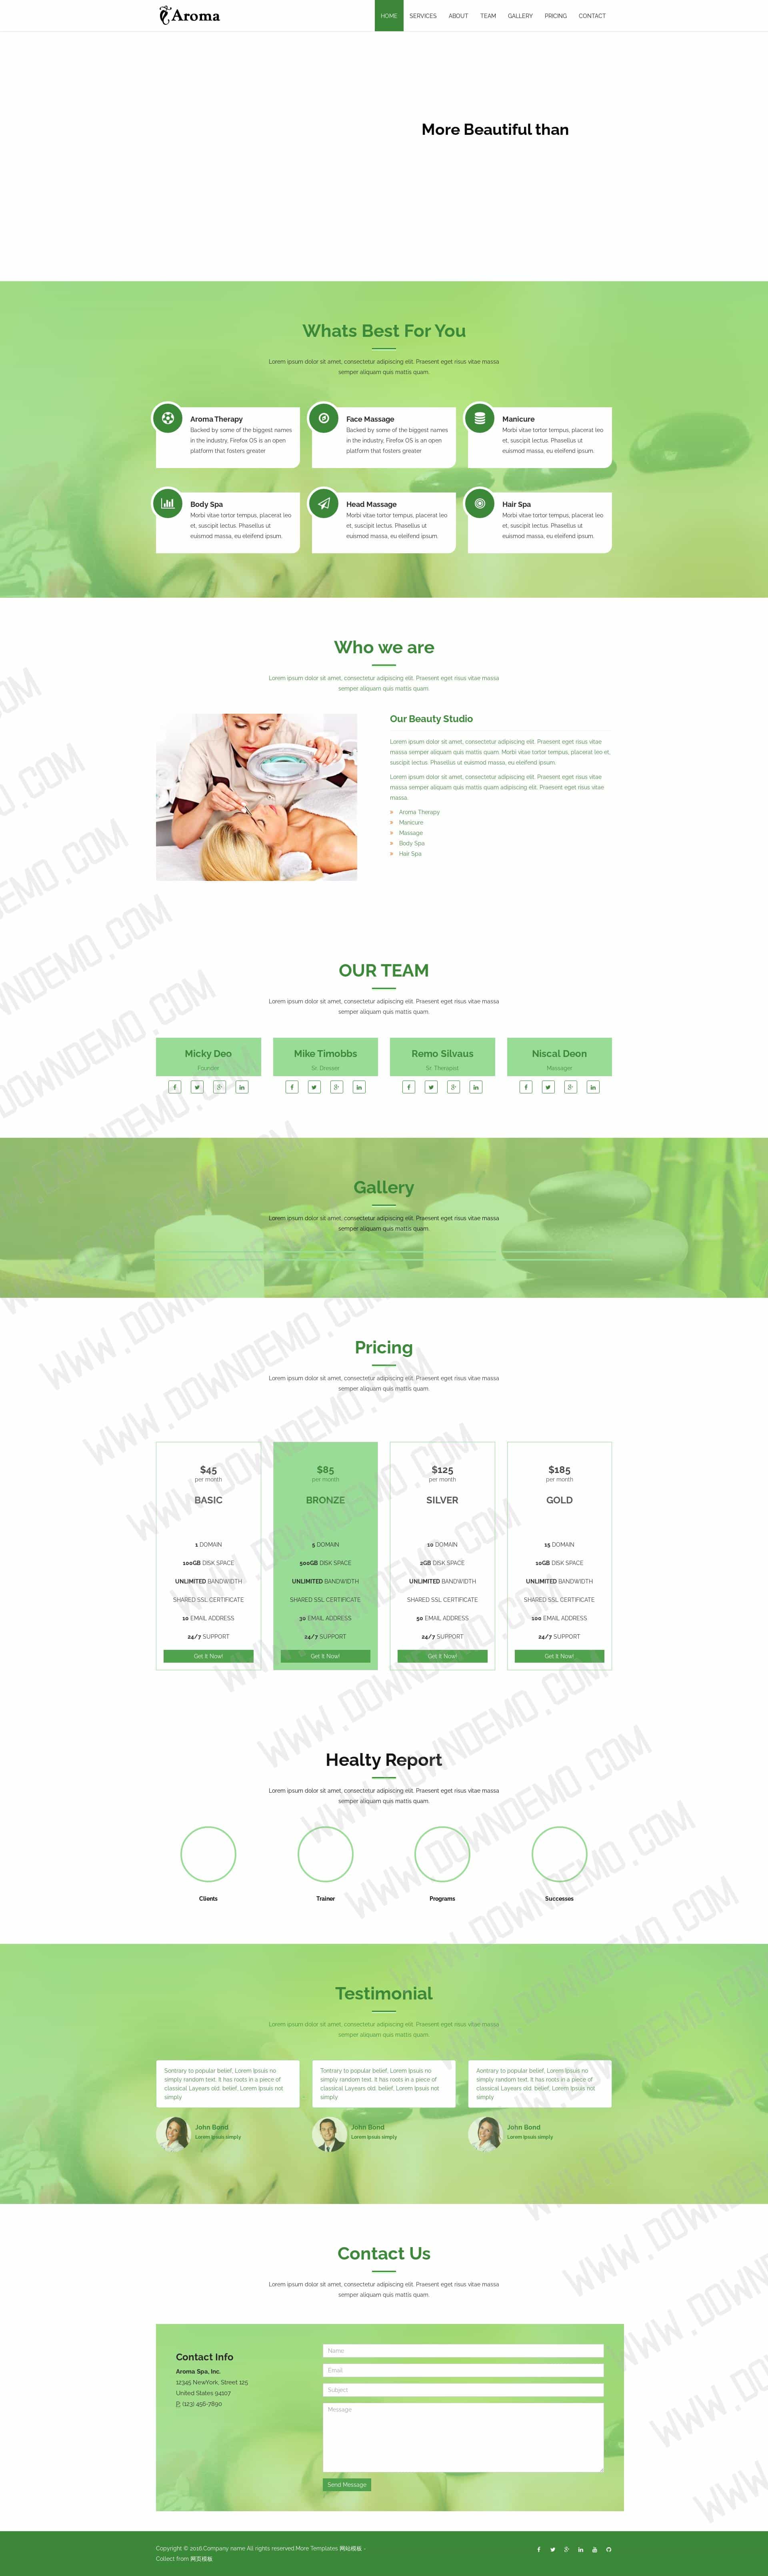 Aroma
HOME SERVICES ABOUT TEAM GALLERY PRICING CONTACT
More Beautiful than
Whats Best For You
Lorem ipsum dolor sit amet, consectetur adipiscing elit. Praesent eget risus vitae massa
semper aliquam quis mattis quam.
Aroma Therapy
Backed by some of the biggest names
in the industry, Firefox OS is an open
platform that fosters greater
Face Massage
Backed by some of the biggest names
in the industry, Firefox OS is an open
platform that fosters greater
Manicure
Morbi vitae tortor tempus, placerat leo
et, suscipit lectus. Phasellus ut
euismod massa, eu eleifend ipsum.
Body Spa
Morbi vitae tortor tempus, placerat leo
et, suscipit lectus. Phasellus ut
euismod massa, eu eleifend ipsum.
Head Massage
Morbi vitae tortor tempus, placerat leo
et, suscipit lectus. Phasellus ut
euismod massa, eu eleifend ipsum.
Hair Spa
Morbi vitae tortor tempus, placerat leo
et, suscipit lectus. Phasellus ut
euismod massa, eu eleifend ipsum.
Who we are
Lorem ipsum dolor sit amet, consectetur adipiscing elit. Praesent eget risus vitae massa
semper aliquam quis mattis quam.
Our Beauty Studio
Lorem ipsum dolor sit amet, consectetur adipiscing elit. Praesent eget risus vitae
massa semper aliquam quis mattis quam. Morbi vitae tortor tempus, placerat leo et,
suscipit lectus. Phasellus ut euismod massa, eu eleifend ipsum.
Lorem ipsum dolor sit amet, consectetur adipiscing elit. Praesent eget risus vitae
massa semper aliquam quis mattis quam adipiscing elit. Praesent eget risus vitae
massa.
Aroma Therapy
Manicure
Massage
Body Spa
Hair Spa
OUR TEAM
Lorem ipsum dolor sit amet, consectetur adipiscing elit. Praesent eget risus vitae massa
semper aliquam quis mattis quam.
Micky Deo
Founder
Mike Timobbs
Sr. Dresser
Remo Silvaus
Sr. Therapist
Niscal Deon
Massager
Gallery
Lorem ipsum dolor sit amet, consectetur adipiscing elit. Praesent eget risus vitae massa
semper aliquam quis mattis quam.
Pricing
Lorem ipsum dolor sit amet, consectetur adipiscing elit. Praesent eget risus vitae massa
semper aliquam quis mattis quam.
$45
per month
BASIC
1 DOMAIN
100GB DISK SPACE
UNLIMITED BANDWIDTH
SHARED SSL CERTIFICATE
10 EMAIL ADDRESS
24/7 SUPPORT
Get It Now!
$85
per month
BRONZE
5 DOMAIN
500GB DISK SPACE
UNLIMITED BANDWIDTH
SHARED SSL CERTIFICATE
30 EMAIL ADDRESS
24/7 SUPPORT
Get It Now!
$125
per month
SILVER
10 DOMAIN
2GB DISK SPACE
UNLIMITED BANDWIDTH
SHARED SSL CERTIFICATE
50 EMAIL ADDRESS
24/7 SUPPORT
Get It Now!
$185
per month
GOLD
15 DOMAIN
10GB DISK SPACE
UNLIMITED BANDWIDTH
SHARED SSL CERTIFICATE
100 EMAIL ADDRESS
24/7 SUPPORT
Get It Now!
Healty Report
Lorem ipsum dolor sit amet, consectetur adipiscing elit. Praesent eget risus vitae massa
semper aliquam quis mattis quam.
Clients
Trainer
Programs
Successes
Testimonial
Lorem ipsum dolor sit amet, consectetur adipiscing elit. Praesent eget risus vitae massa
semper aliquam quis mattis quam.
Sontrary to popular belief, Lorem Ipsuis no
simply random text. It has roots in a piece of
classical Layears old. belief, Lorem Ipsuis not
simply
John Bond
Lorem Ipsuis simply
Tontrary to popular belief, Lorem Ipsuis no
simply random text. It has roots in a piece of
classical Layears old. belief, Lorem Ipsuis not
simply
John Bond
Lorem Ipsuis simply
Aontrary to popular belief, Lorem Ipsuis no
simply random text. It has roots in a piece of
classical Layears old. belief, Lorem Ipsuis not
simply
John Bond
Lorem Ipsuis simply
Contact Us
Lorem ipsum dolor sit amet, consectetur adipiscing elit. Praesent eget risus vitae massa
semper aliquam quis mattis quam.
Contact Info
Aroma Spa, Inc.
12345 NewYork, Street 125
United States 94107
P: (123) 456-7890
Name
Email
Subject
Message
Send Message
Copyright © 2016.Company name All rights reserved.More Templates 网站模板 -
Collect from 网页模板
WWW.DOWNDEMO.COM